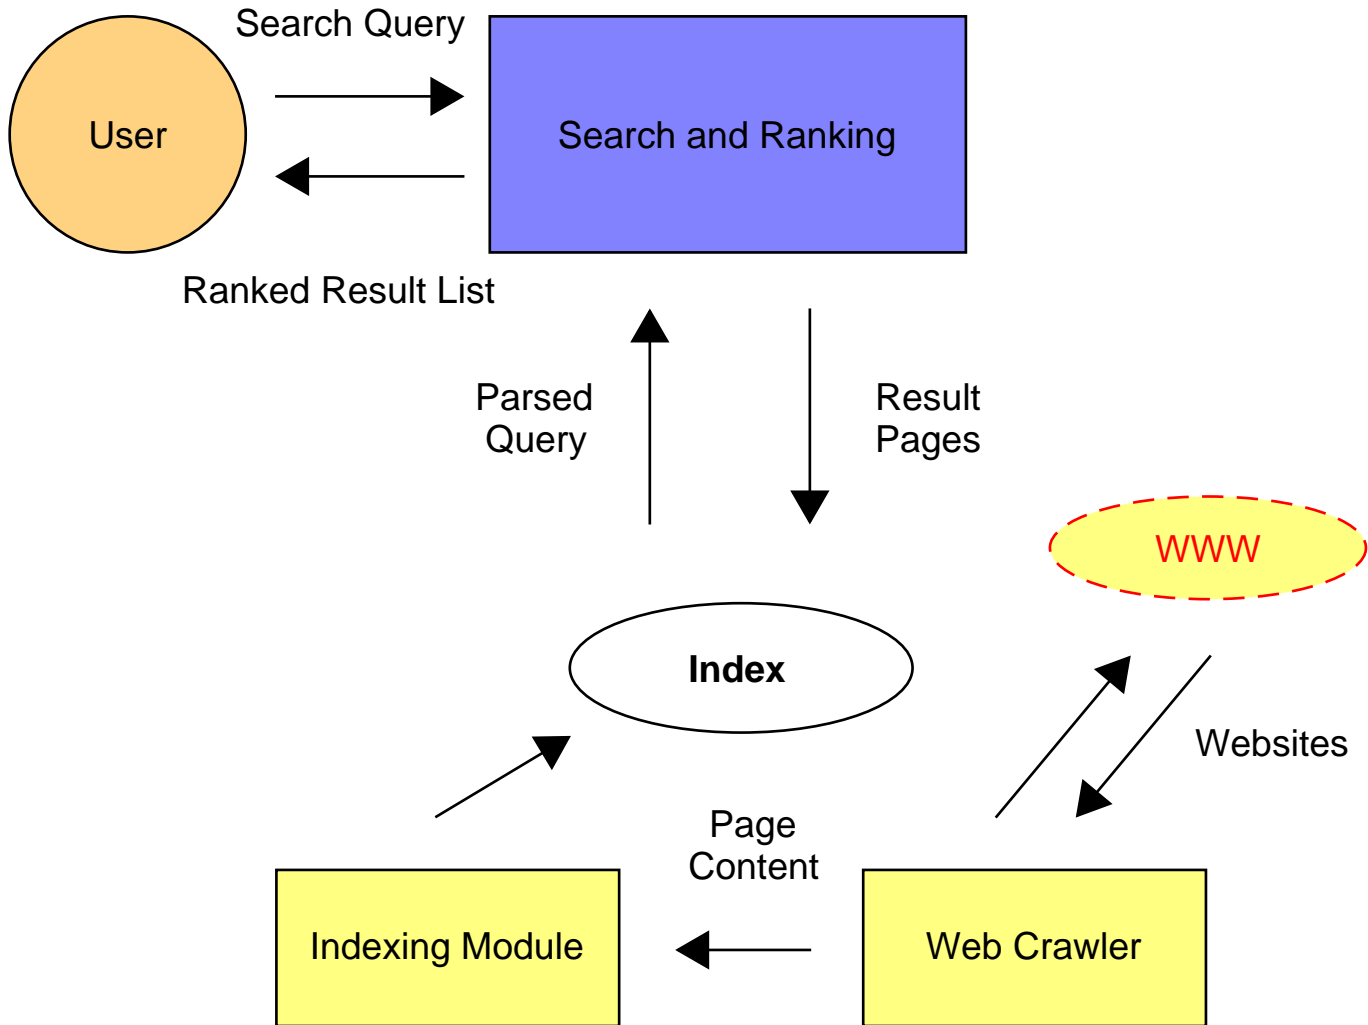 Search Query
User
Search and Ranking
Ranked Result List
Parsed
Query
Result
Pages
WWW
Index
Websites
Page
Content
Indexing Module
Web Crawler